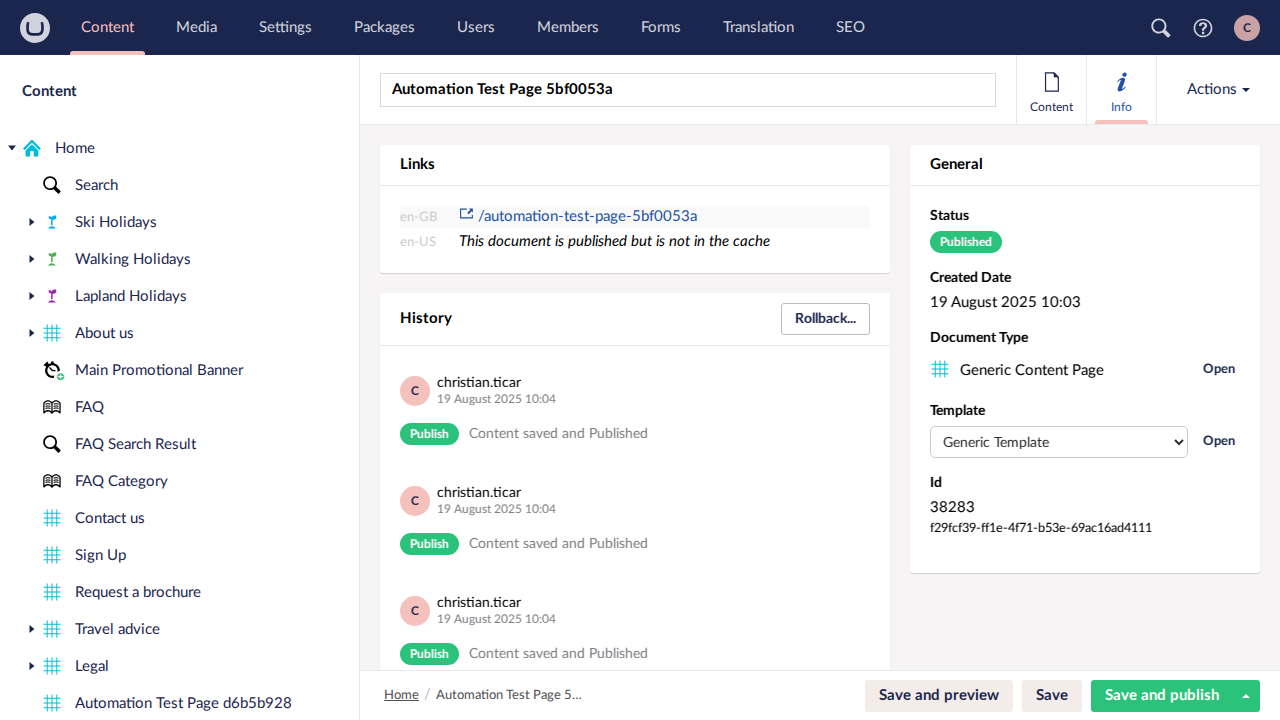 Content
Media
Settings
Packages
Users
Members
Forms
Translation
SEO
C
Content
Home
Search
Ski Holidays
Walking Holidays
Lapland Holidays
About us
Main Promotional Banner
FAQ
FAQ Search Result
FAQ Category
Contact us
Sign Up
Request a brochure
Travel advice
Legal
Automation Test Page d6b5b928
Automation Test Page 5bf0053a
Content
Info
Actions
Links
en-GB /automation-test-page-5bf0053a
en-US This document is published but is not in the cache
History
Rollback...
C
christian.ticar
19 August 2025 10:04
Publish Content saved and Published
C
christian.ticar
19 August 2025 10:04
Publish Content saved and Published
C
christian.ticar
19 August 2025 10:04
Publish Content saved and Published
General
Status
Published
Created Date
19 August 2025 10:03
Document Type
Generic Content Page Open
Template
Generic Template Open
Id
38283
f29fcf39-ff1e-4f71-b53e-69ac16ad4111
Home / Automation Test Page 5...
Save and preview
Save
Save and publish